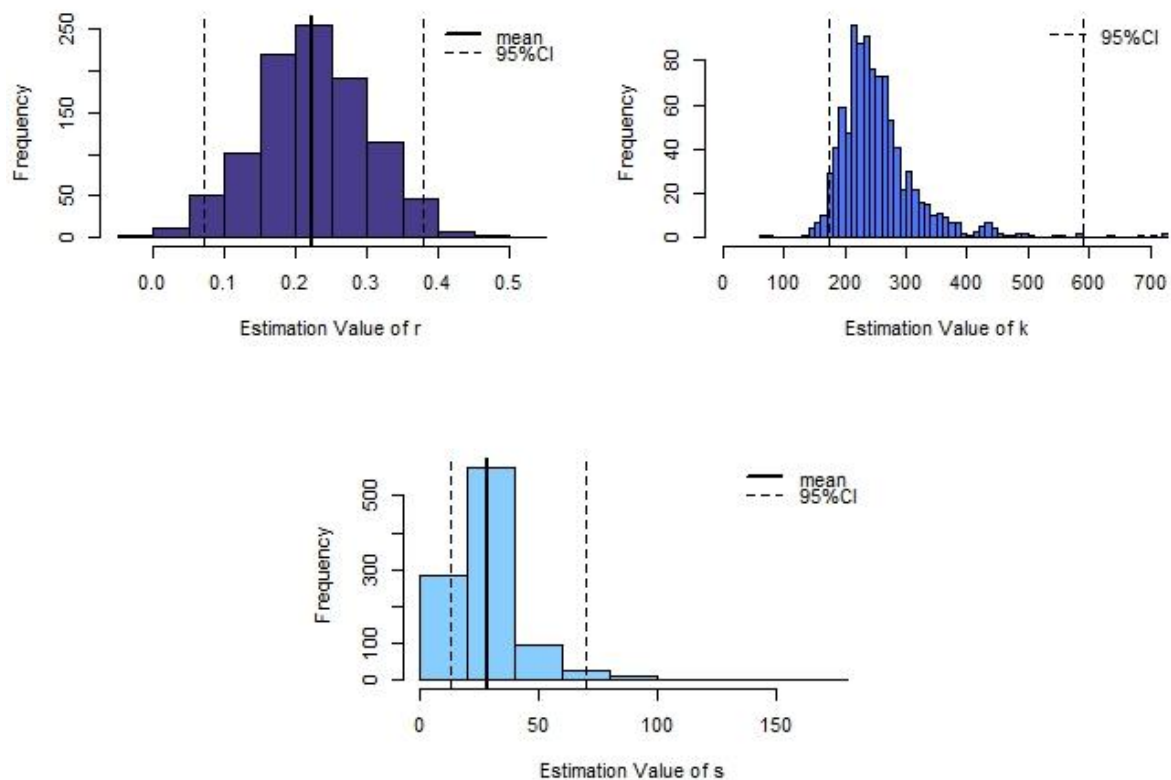 mean
95%CI
250
150
50
0
Frequency
0.0 0.1 0.2 0.3 0.4 0.5
Estimation Value of r
95%CI
80
60
40
20
0
Frequency
0 100 200 300 400 500 600 700
Estimation Value of k
mean
95%CI
500
300
100
0
Frequency
0 50 100 150
Estimation Value of s